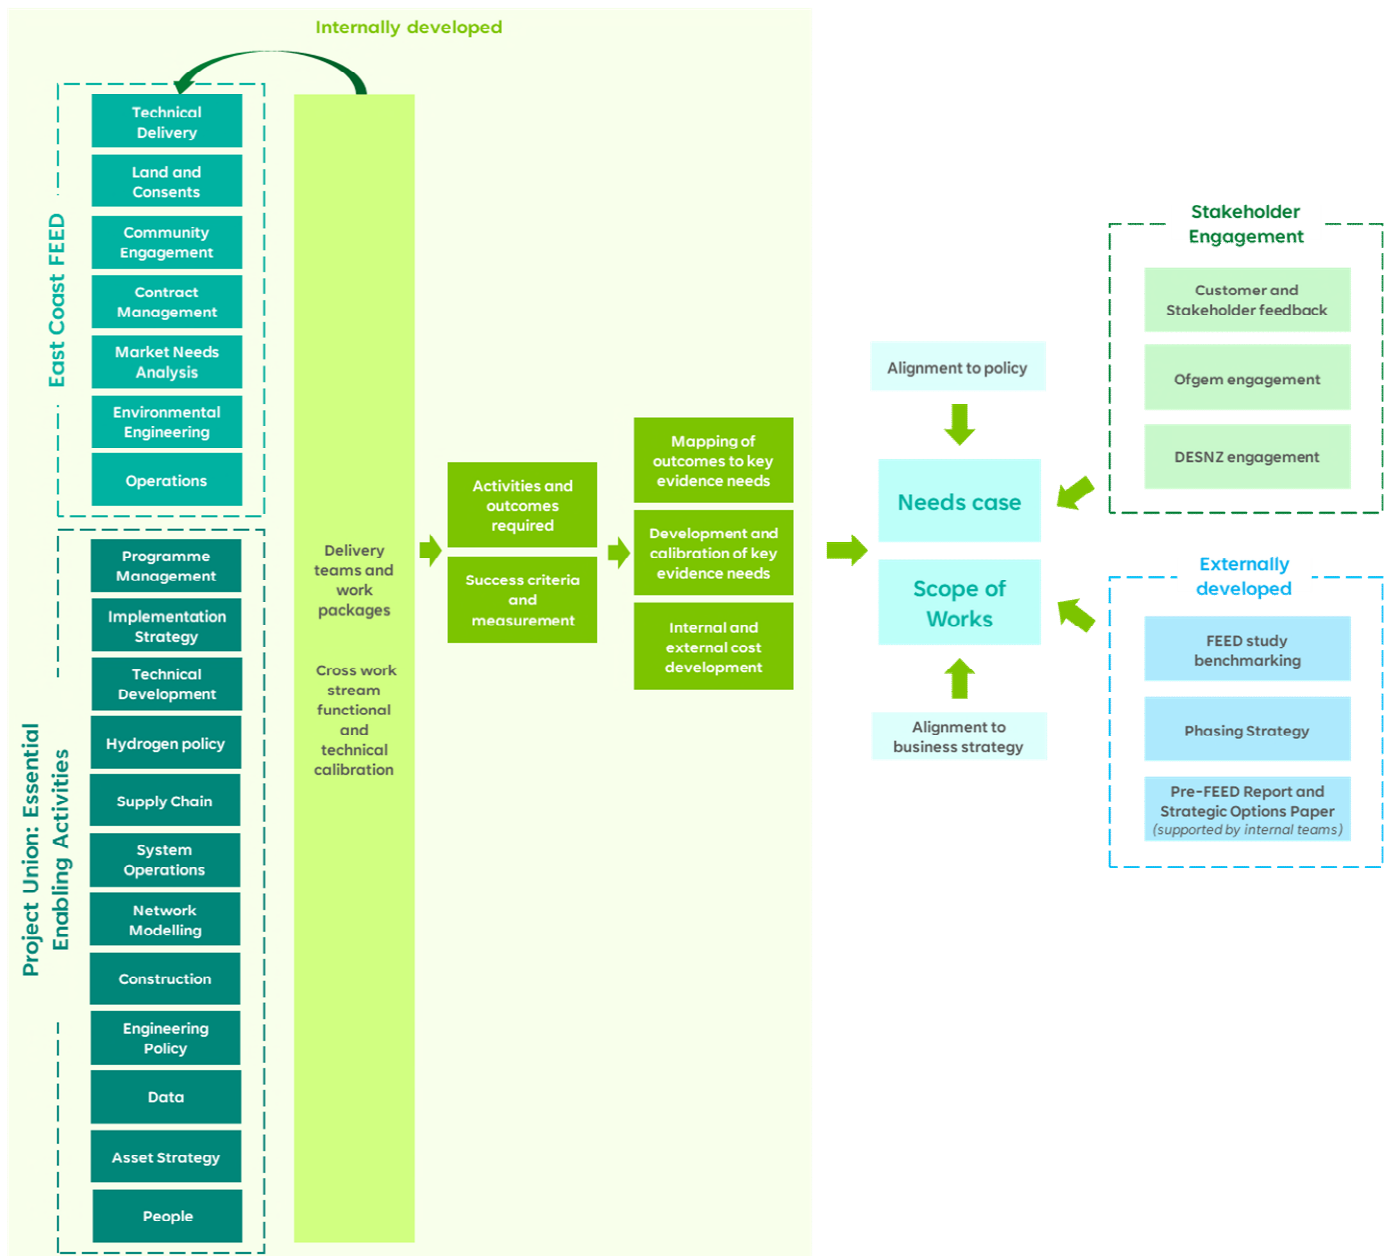 Internally developed
East Coast FEED
Technical
Delivery
Land and
Consents
Community
Engagement
Contract
Management
Market Needs
Analysis
Environmental
Engineering
Operations
Project Union: Essential
Enabling Activities
Programme
Management
Implementation
Strategy
Technical
Development
Hydrogen policy
Supply Chain
System
Operations
Network
Modelling
Construction
Engineering
Policy
Data
Asset Strategy
People
Delivery
teams and
work
packages
Cross work
stream
functional
and
technical
calibration
Activities and
outcomes
required
Success criteria
and
measurement
Mapping of
outcomes to key
evidence needs
Development and
calibration of key
evidence needs
Internal and
external cost
development
Alignment to policy
Needs case
Scope of
Works
Alignment to
business strategy
Stakeholder
Engagement
Customer and
Stakeholder feedback
Ofgem engagement
DESNZ engagement
Externally
developed
FEED study
benchmarking
Phasing Strategy
Pre-FEED Report and
Strategic Options Paper
(supported by internal teams)